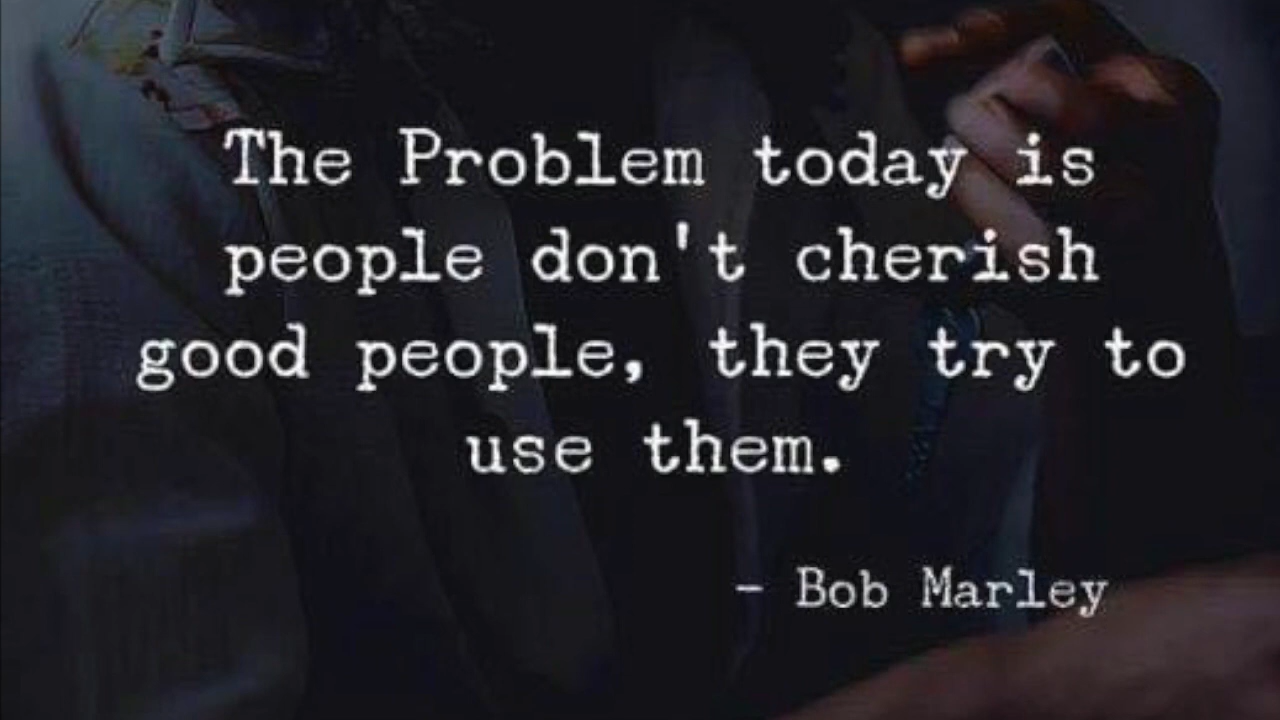 The Problem today is
people don't cherish
good people, they try to
use them.
- Bob Marley